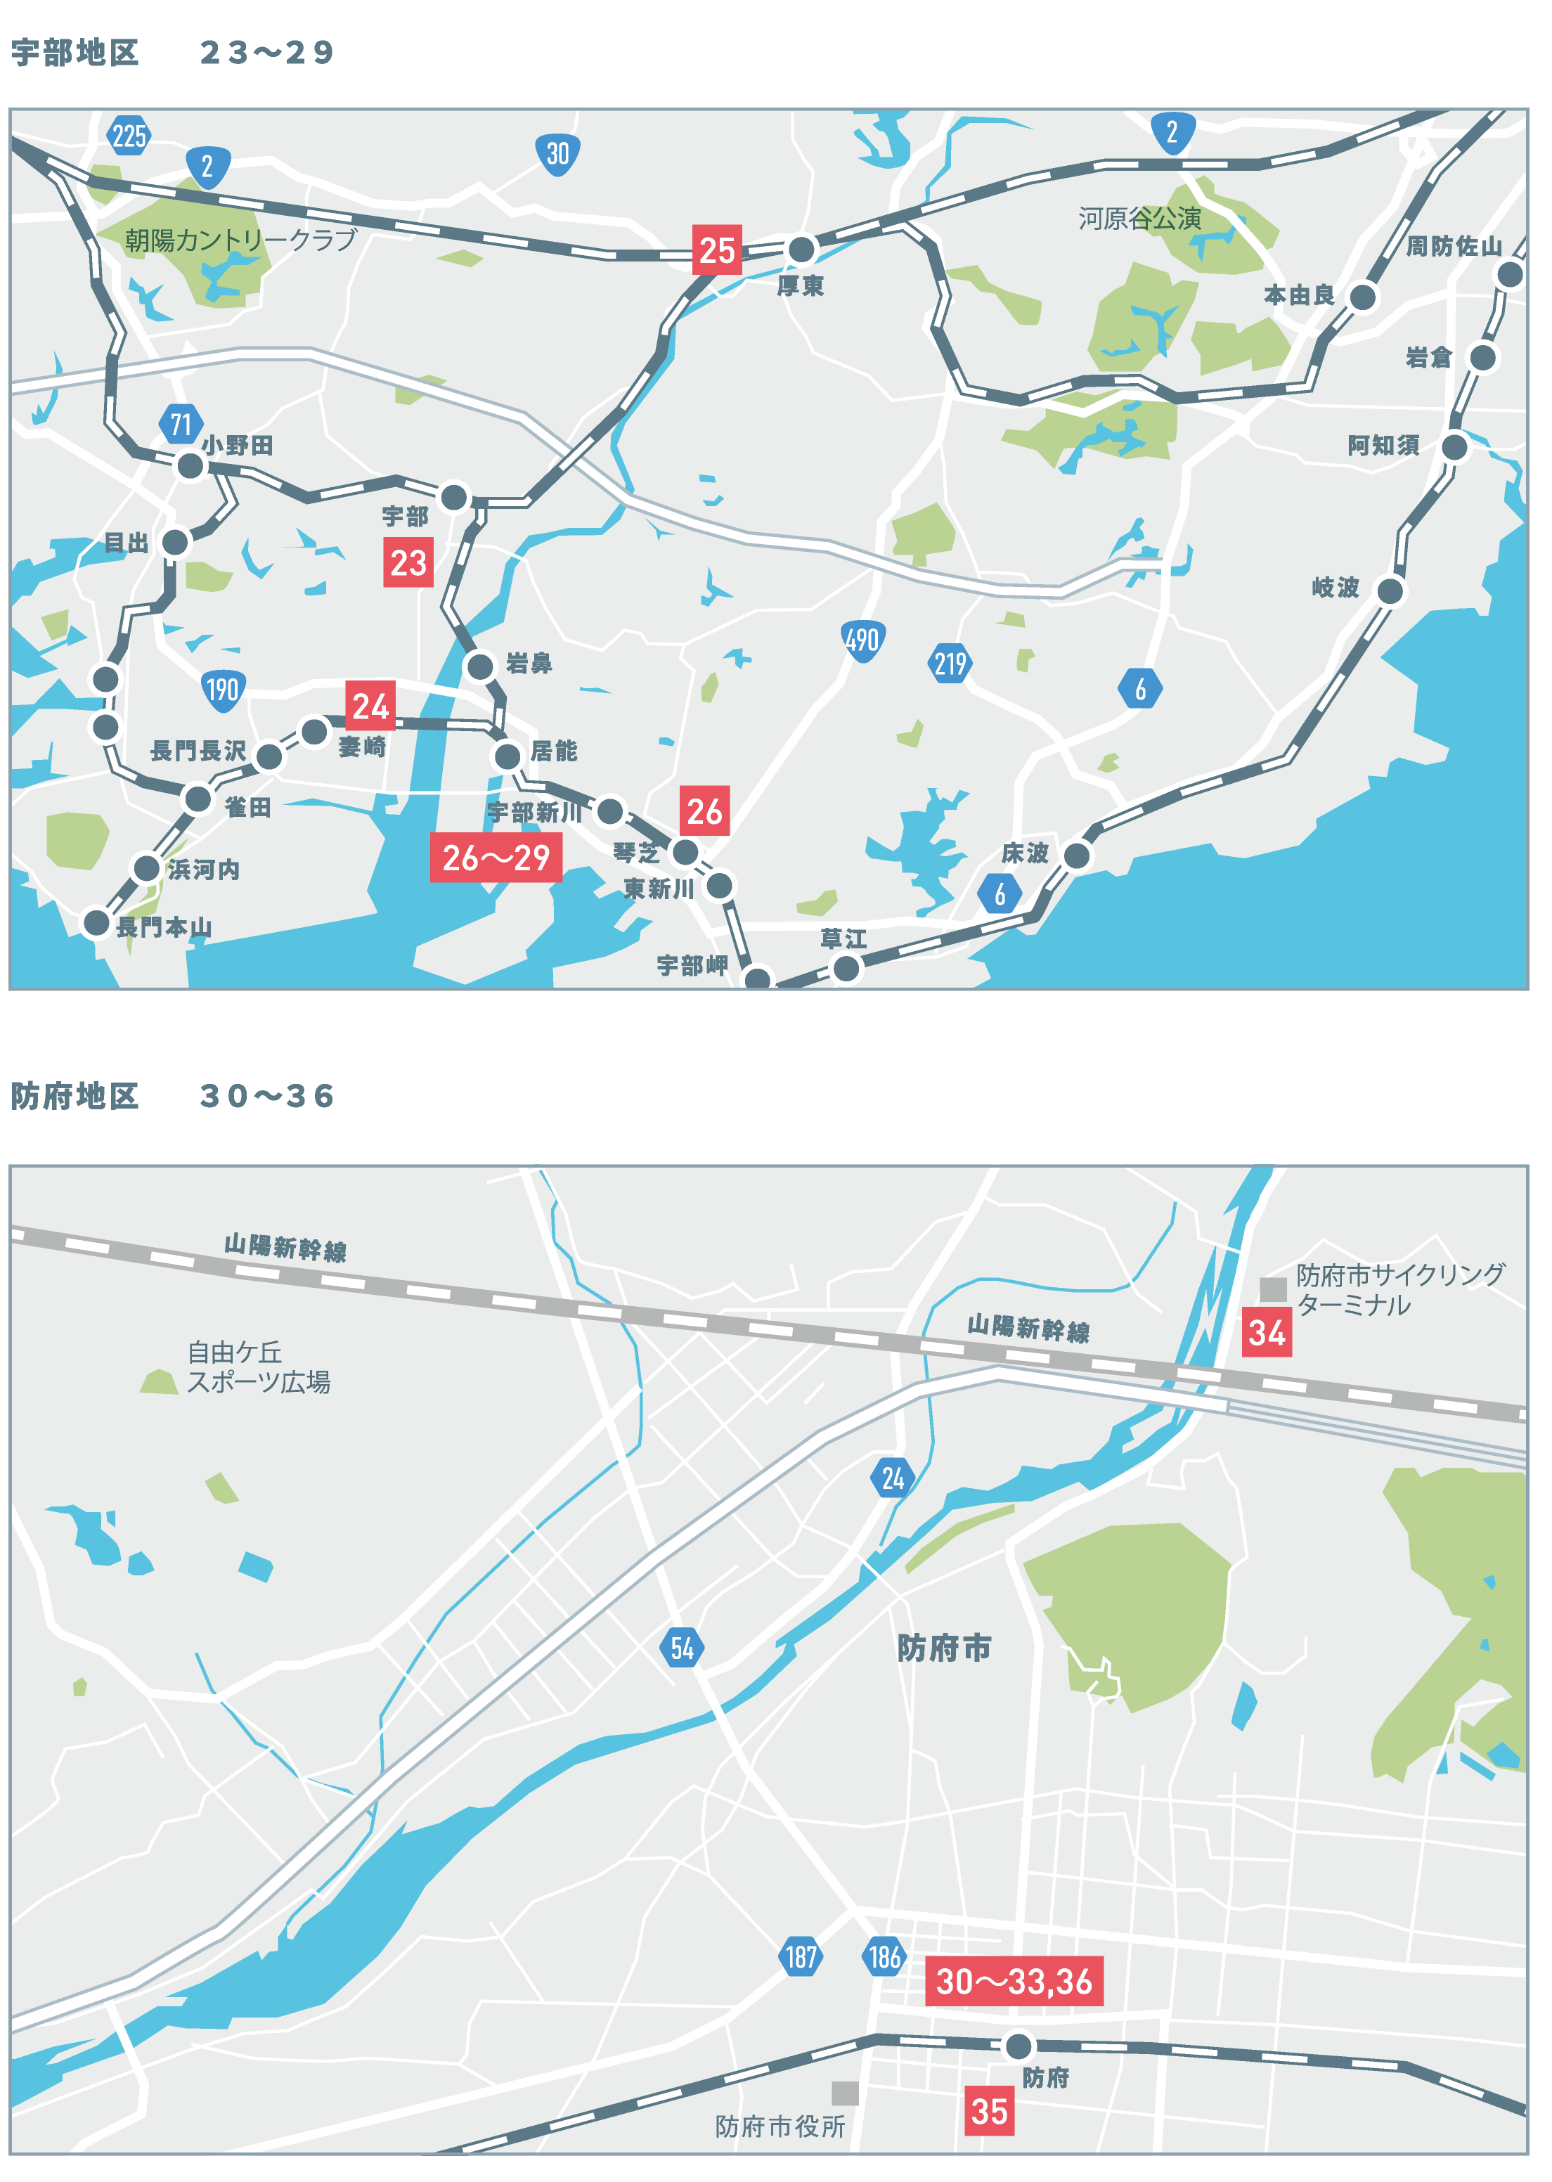 宇部地区　２３〜２９
225
2
30
2
朝陽カントリークラブ
河原谷公演
25
厚東
周防佐山
本由良
岩倉
71
小野田
阿知須
宇部
目出
23
岐波
490
219
6
岩鼻
190
24
長門長沢
妻崎
居能
雀田
宇部新川
26
26〜29
琴芝
床波
浜河内
東新川
6
長門本山
草江
宇部岬
防府地区　３０〜３６
山陽新幹線
防府市サイクリング
ターミナル
34
山陽新幹線
自由ケ丘
スポーツ広場
24
54
防府市
187
186
30〜33,36
防府
35
防府市役所